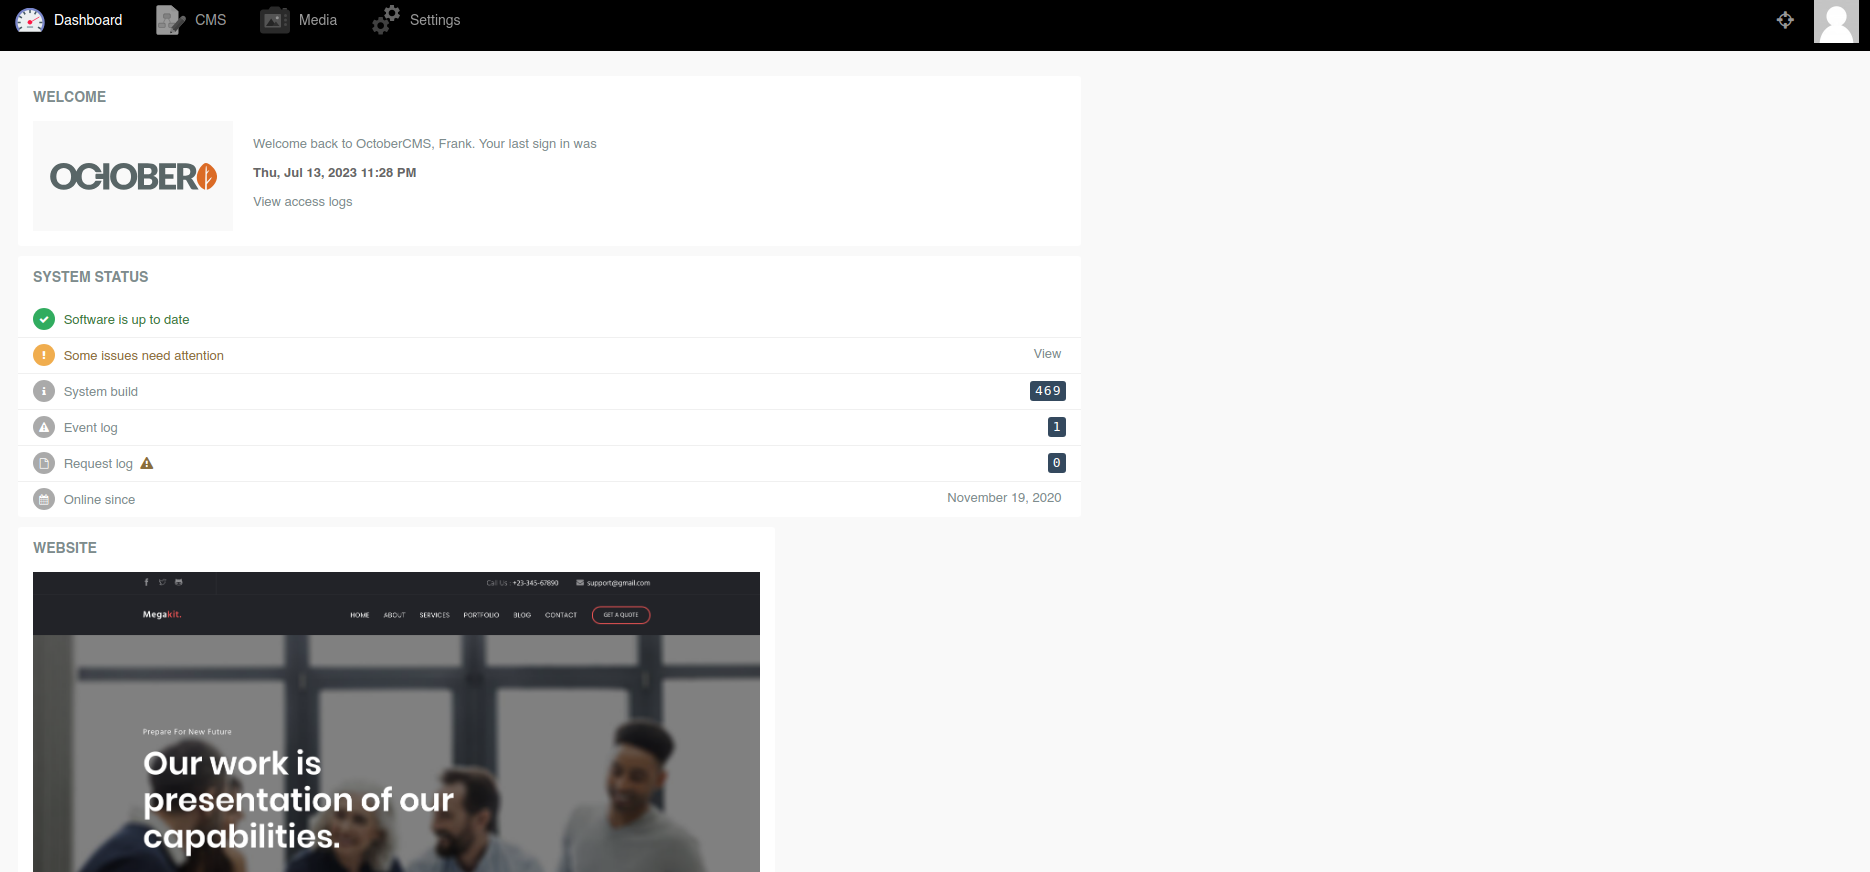 Dashboard CMS Media Settings
WELCOME
OCTOBER
Welcome back to OctoberCMS, Frank. Your last sign in was
Thu, Jul 13, 2023 11:28 PM
View access logs
SYSTEM STATUS
Software is up to date
Some issues need attention View
System build 469
Event log 1
Request log 0
Online since November 19, 2020
WEBSITE
Call Us : +23-345-67890 support@gmail.com
Megakit. HOME ABOUT SERVICES PORTFOLIO BLOG CONTACT GET A QUOTE
Prepare For New Future
Our work is
presentation of our
capabilities.